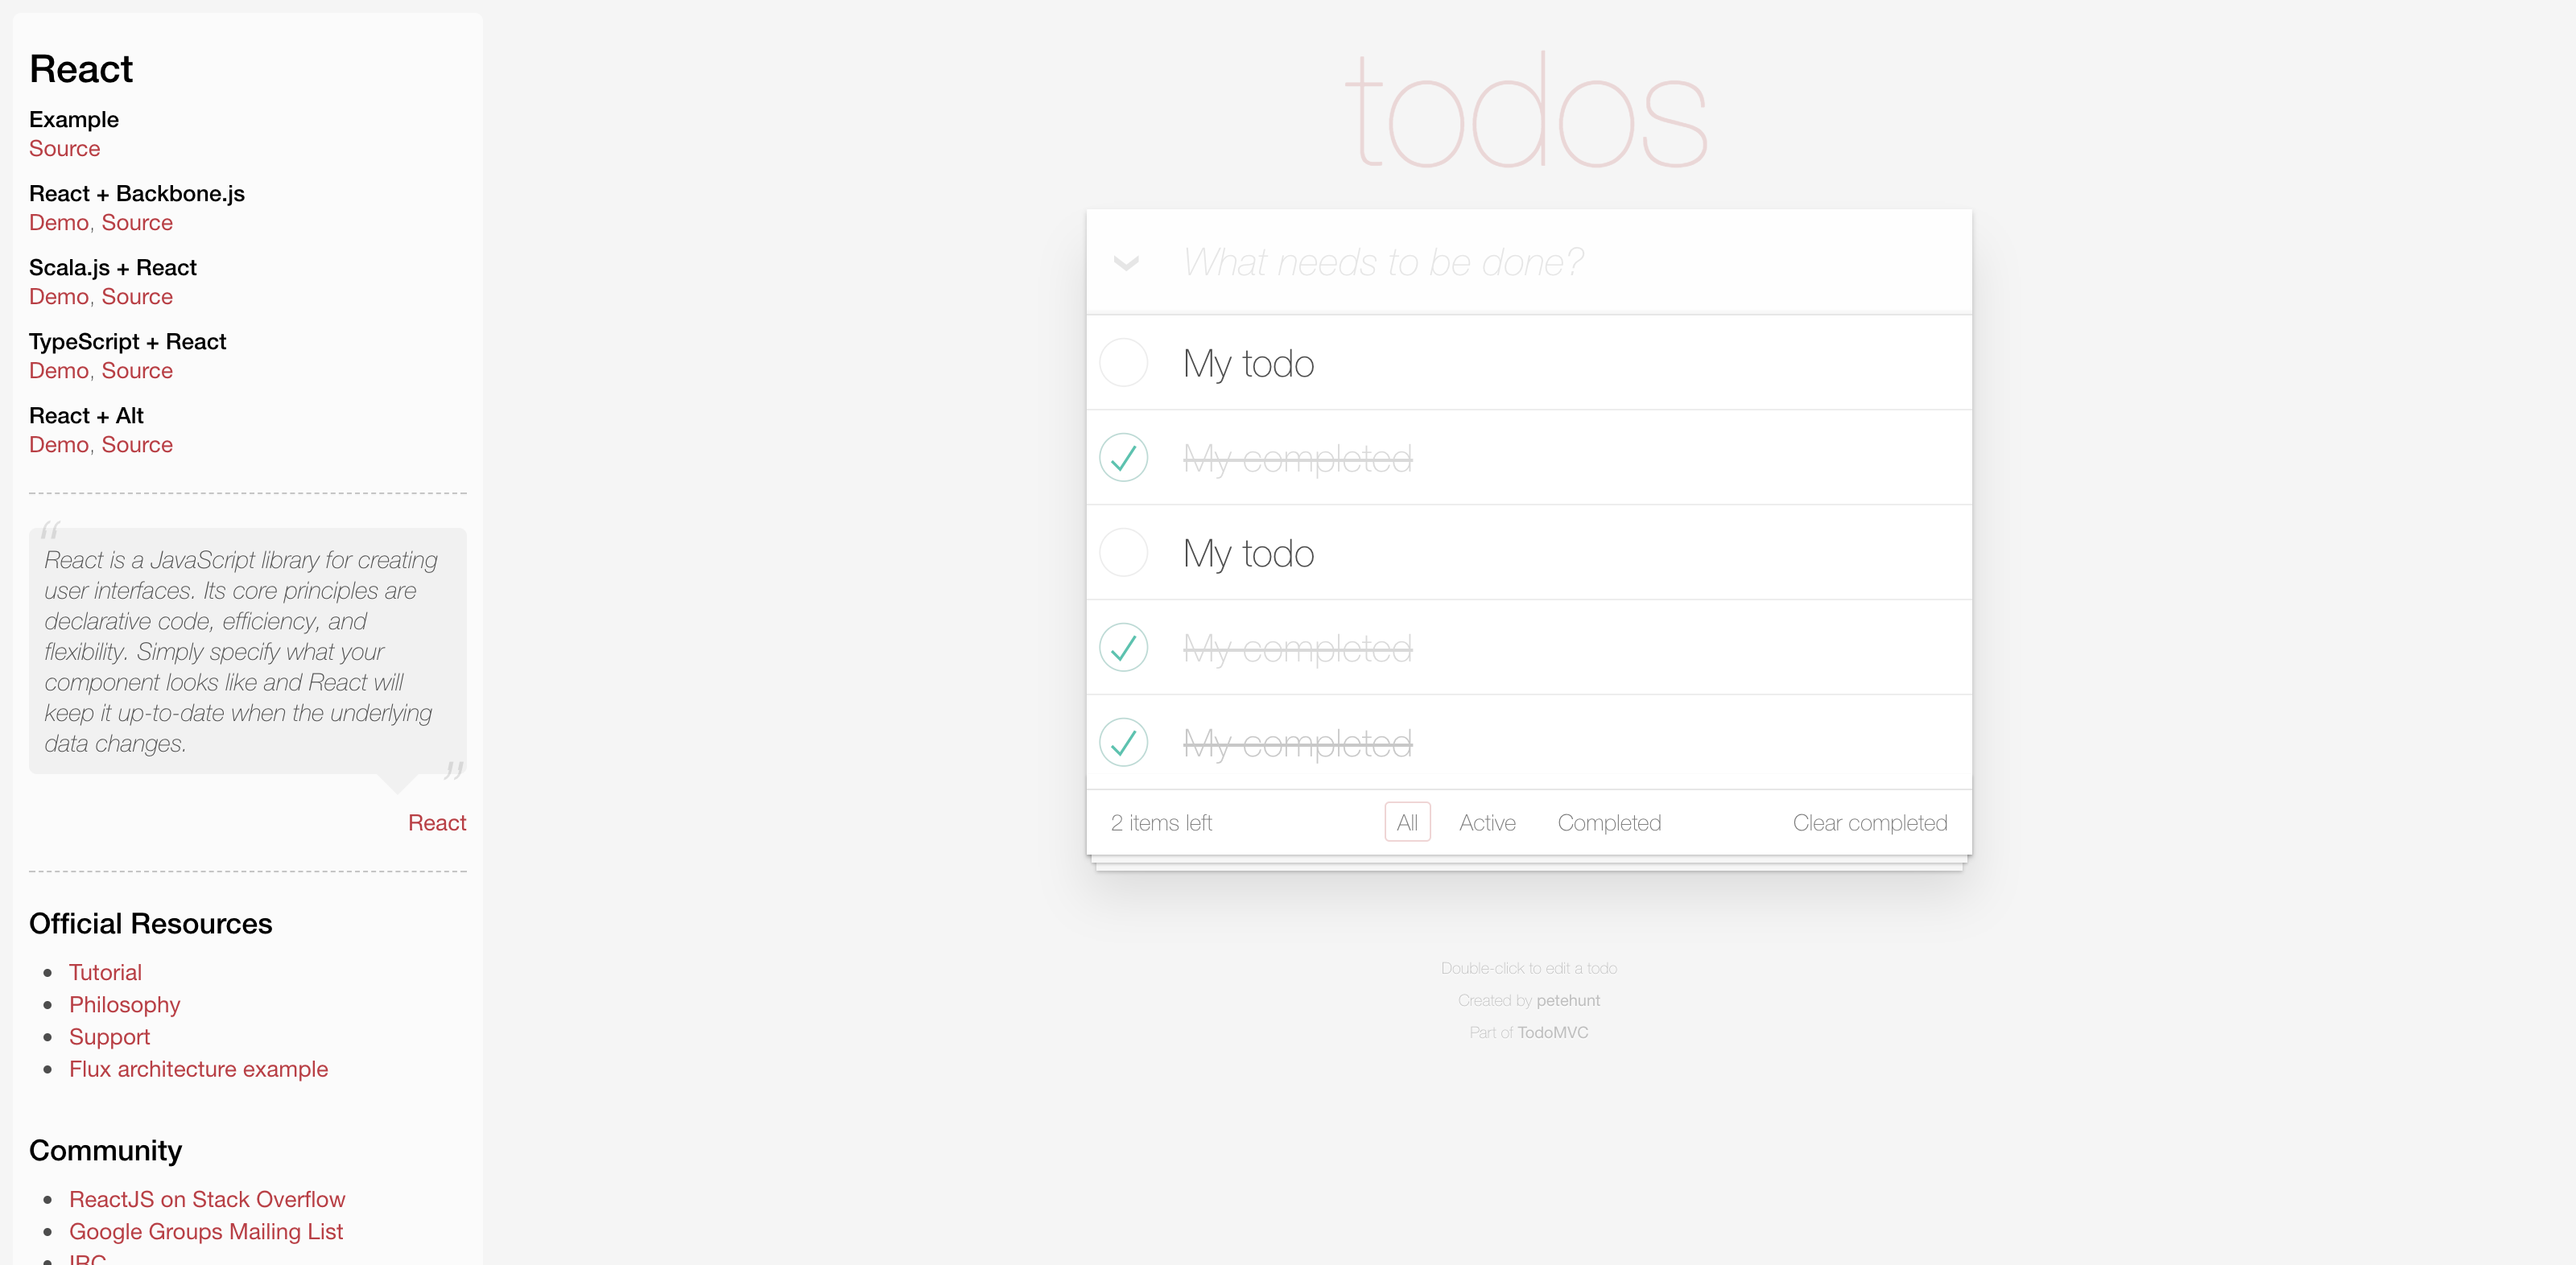 React
Example
Source
React + Backbone.js
Demo, Source
Scala.js + React
Demo, Source
TypeScript + React
Demo, Source
React + Alt
Demo, Source
“
React is a JavaScript library for creating
user interfaces. Its core principles are
declarative code, efficiency, and
flexibility. Simply specify what your
component looks like and React will
keep it up-to-date when the underlying
data changes.
”
React
Official Resources
Tutorial
Philosophy
Support
Flux architecture example
Community
ReactJS on Stack Overflow
Google Groups Mailing List
IRC
todos
What needs to be done?
My todo
My completed
My todo
My completed
My completed
2 items left
All
Active
Completed
Clear completed
Double-click to edit a todo
Created by petehunt
Part of TodoMVC